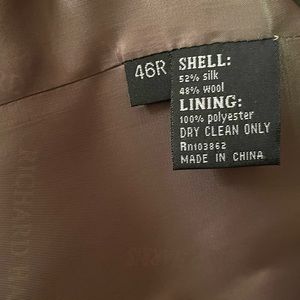 46R
SHELL:
52% silk
48% wool
LINING:
100% polyester
DRY CLEAN ONLY
Rn103862
MADE IN CHINA